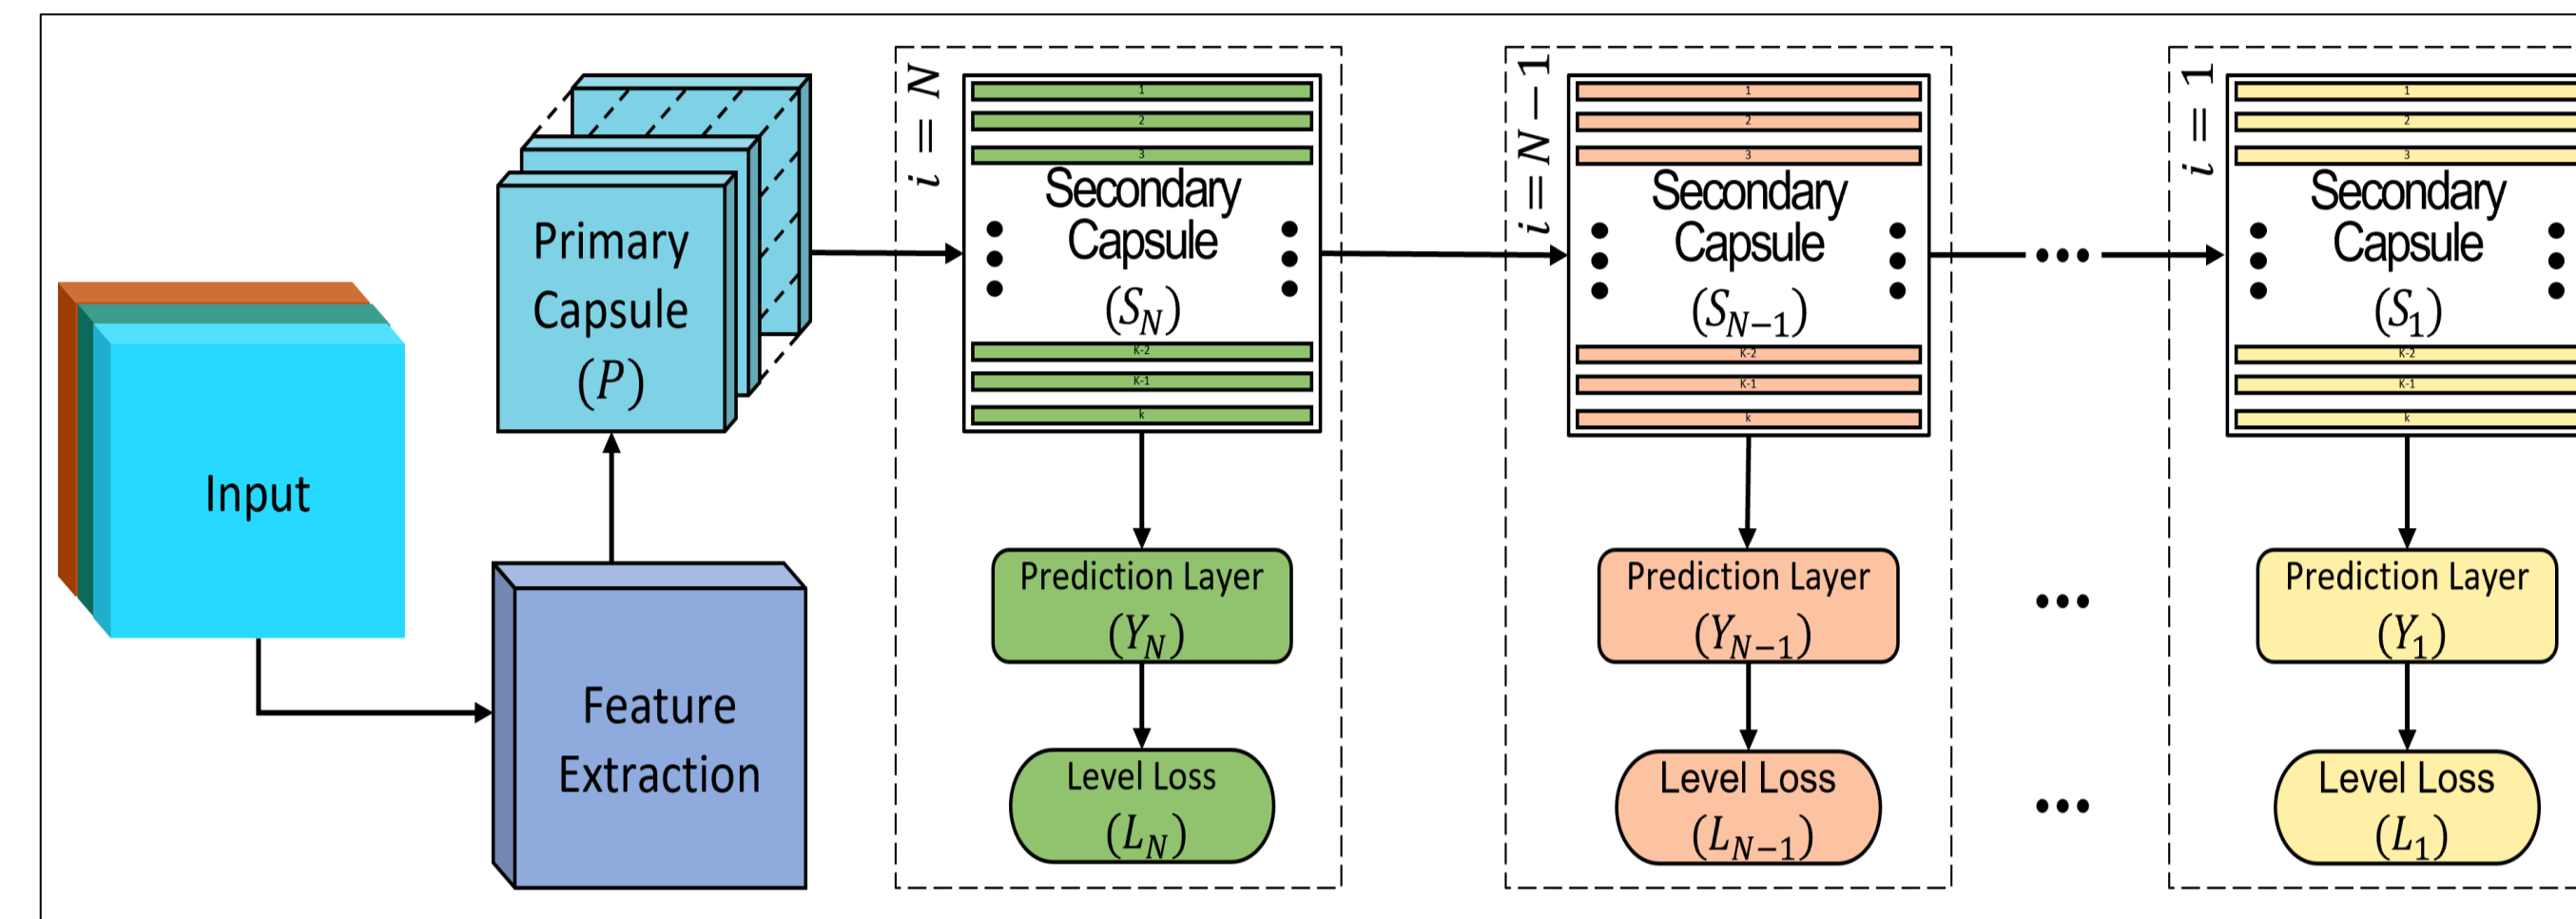 Input
Feature
Extraction
Primary
Capsule
(P)
i = N
1
2
3
Secondary
Capsule
(S_N)
K-2
K-1
k
Prediction Layer
(Y_N)
Level Loss
(L_N)
i = N − 1
1
2
3
Secondary
Capsule
(S_{N−1})
K-2
K-1
k
Prediction Layer
(Y_{N−1})
Level Loss
(L_{N−1})
...
...
...
i = 1
1
2
3
Secondary
Capsule
(S_1)
K-2
K-1
k
Prediction Layer
(Y_1)
Level Loss
(L_1)